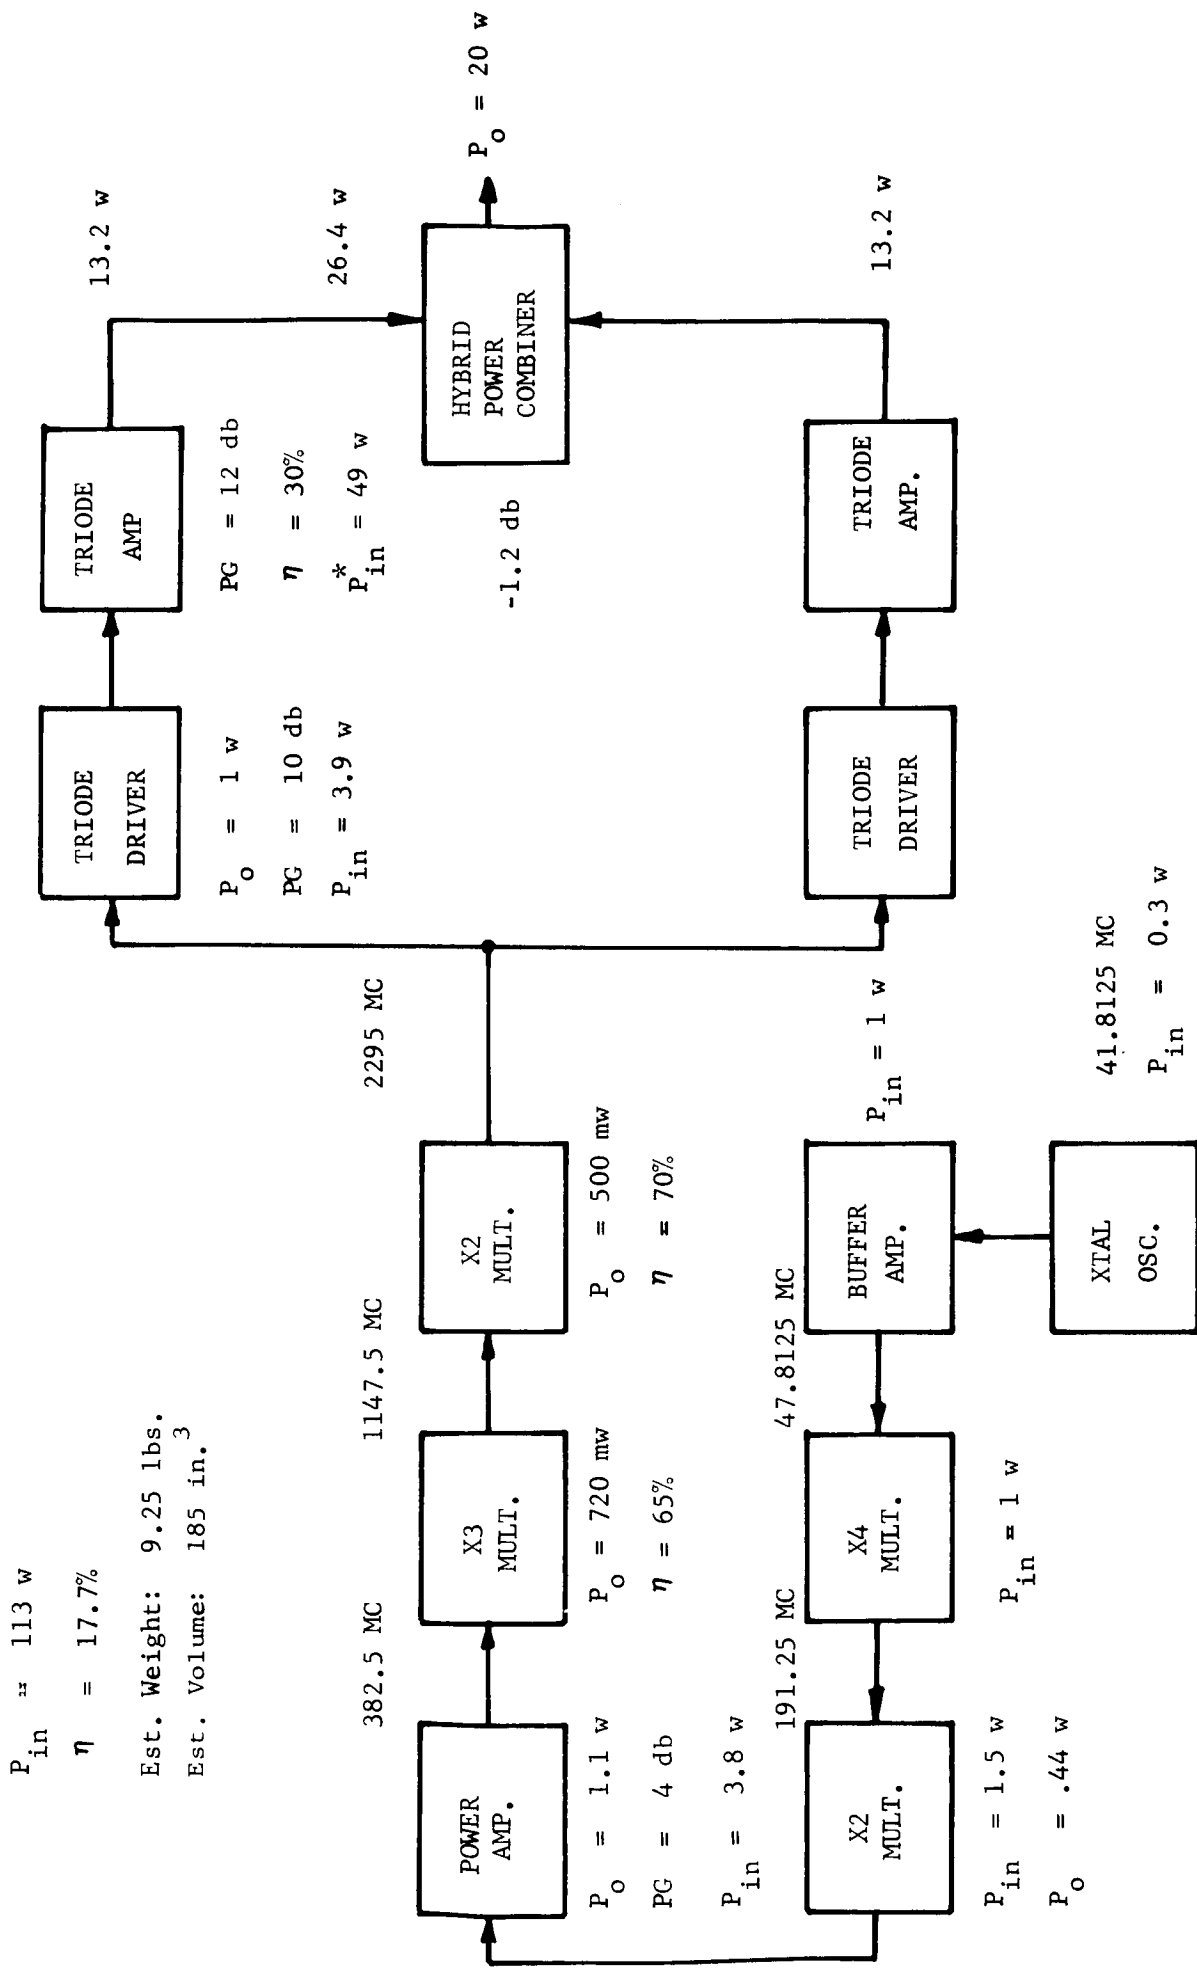 P_in = 113 w
η = 17.7%
Est. Weight: 9.25 lbs.
Est. Volume: 185 in.³
TRIODE
DRIVER
P_o = 1 w
PG = 10 db
P_in = 3.9 w
TRIODE
AMP
PG = 12 db
η = 30%
P*_in = 49 w
13.2 w
26.4 w
382.5 MC
POWER
AMP.
P_o = 1.1 w
PG = 4 db
P_in = 3.8 w
1147.5 MC
X3
MULT.
P_o = 720 mw
η = 65%
2295 MC
X2
MULT.
P_o = 500 mw
η = 70%
HYBRID
POWER
COMBINER
-1.2 db
P_o = 20 w
191.25 MC
X2
MULT.
P_in = 1.5 w
P_o = .44 w
47.8125 MC
X4
MULT.
P_in = 1 w
BUFFER
AMP.
P_in = 1 w
TRIODE
DRIVER
TRIODE
AMP.
13.2 w
XTAL
OSC.
41.8125 MC
P_in = 0.3 w